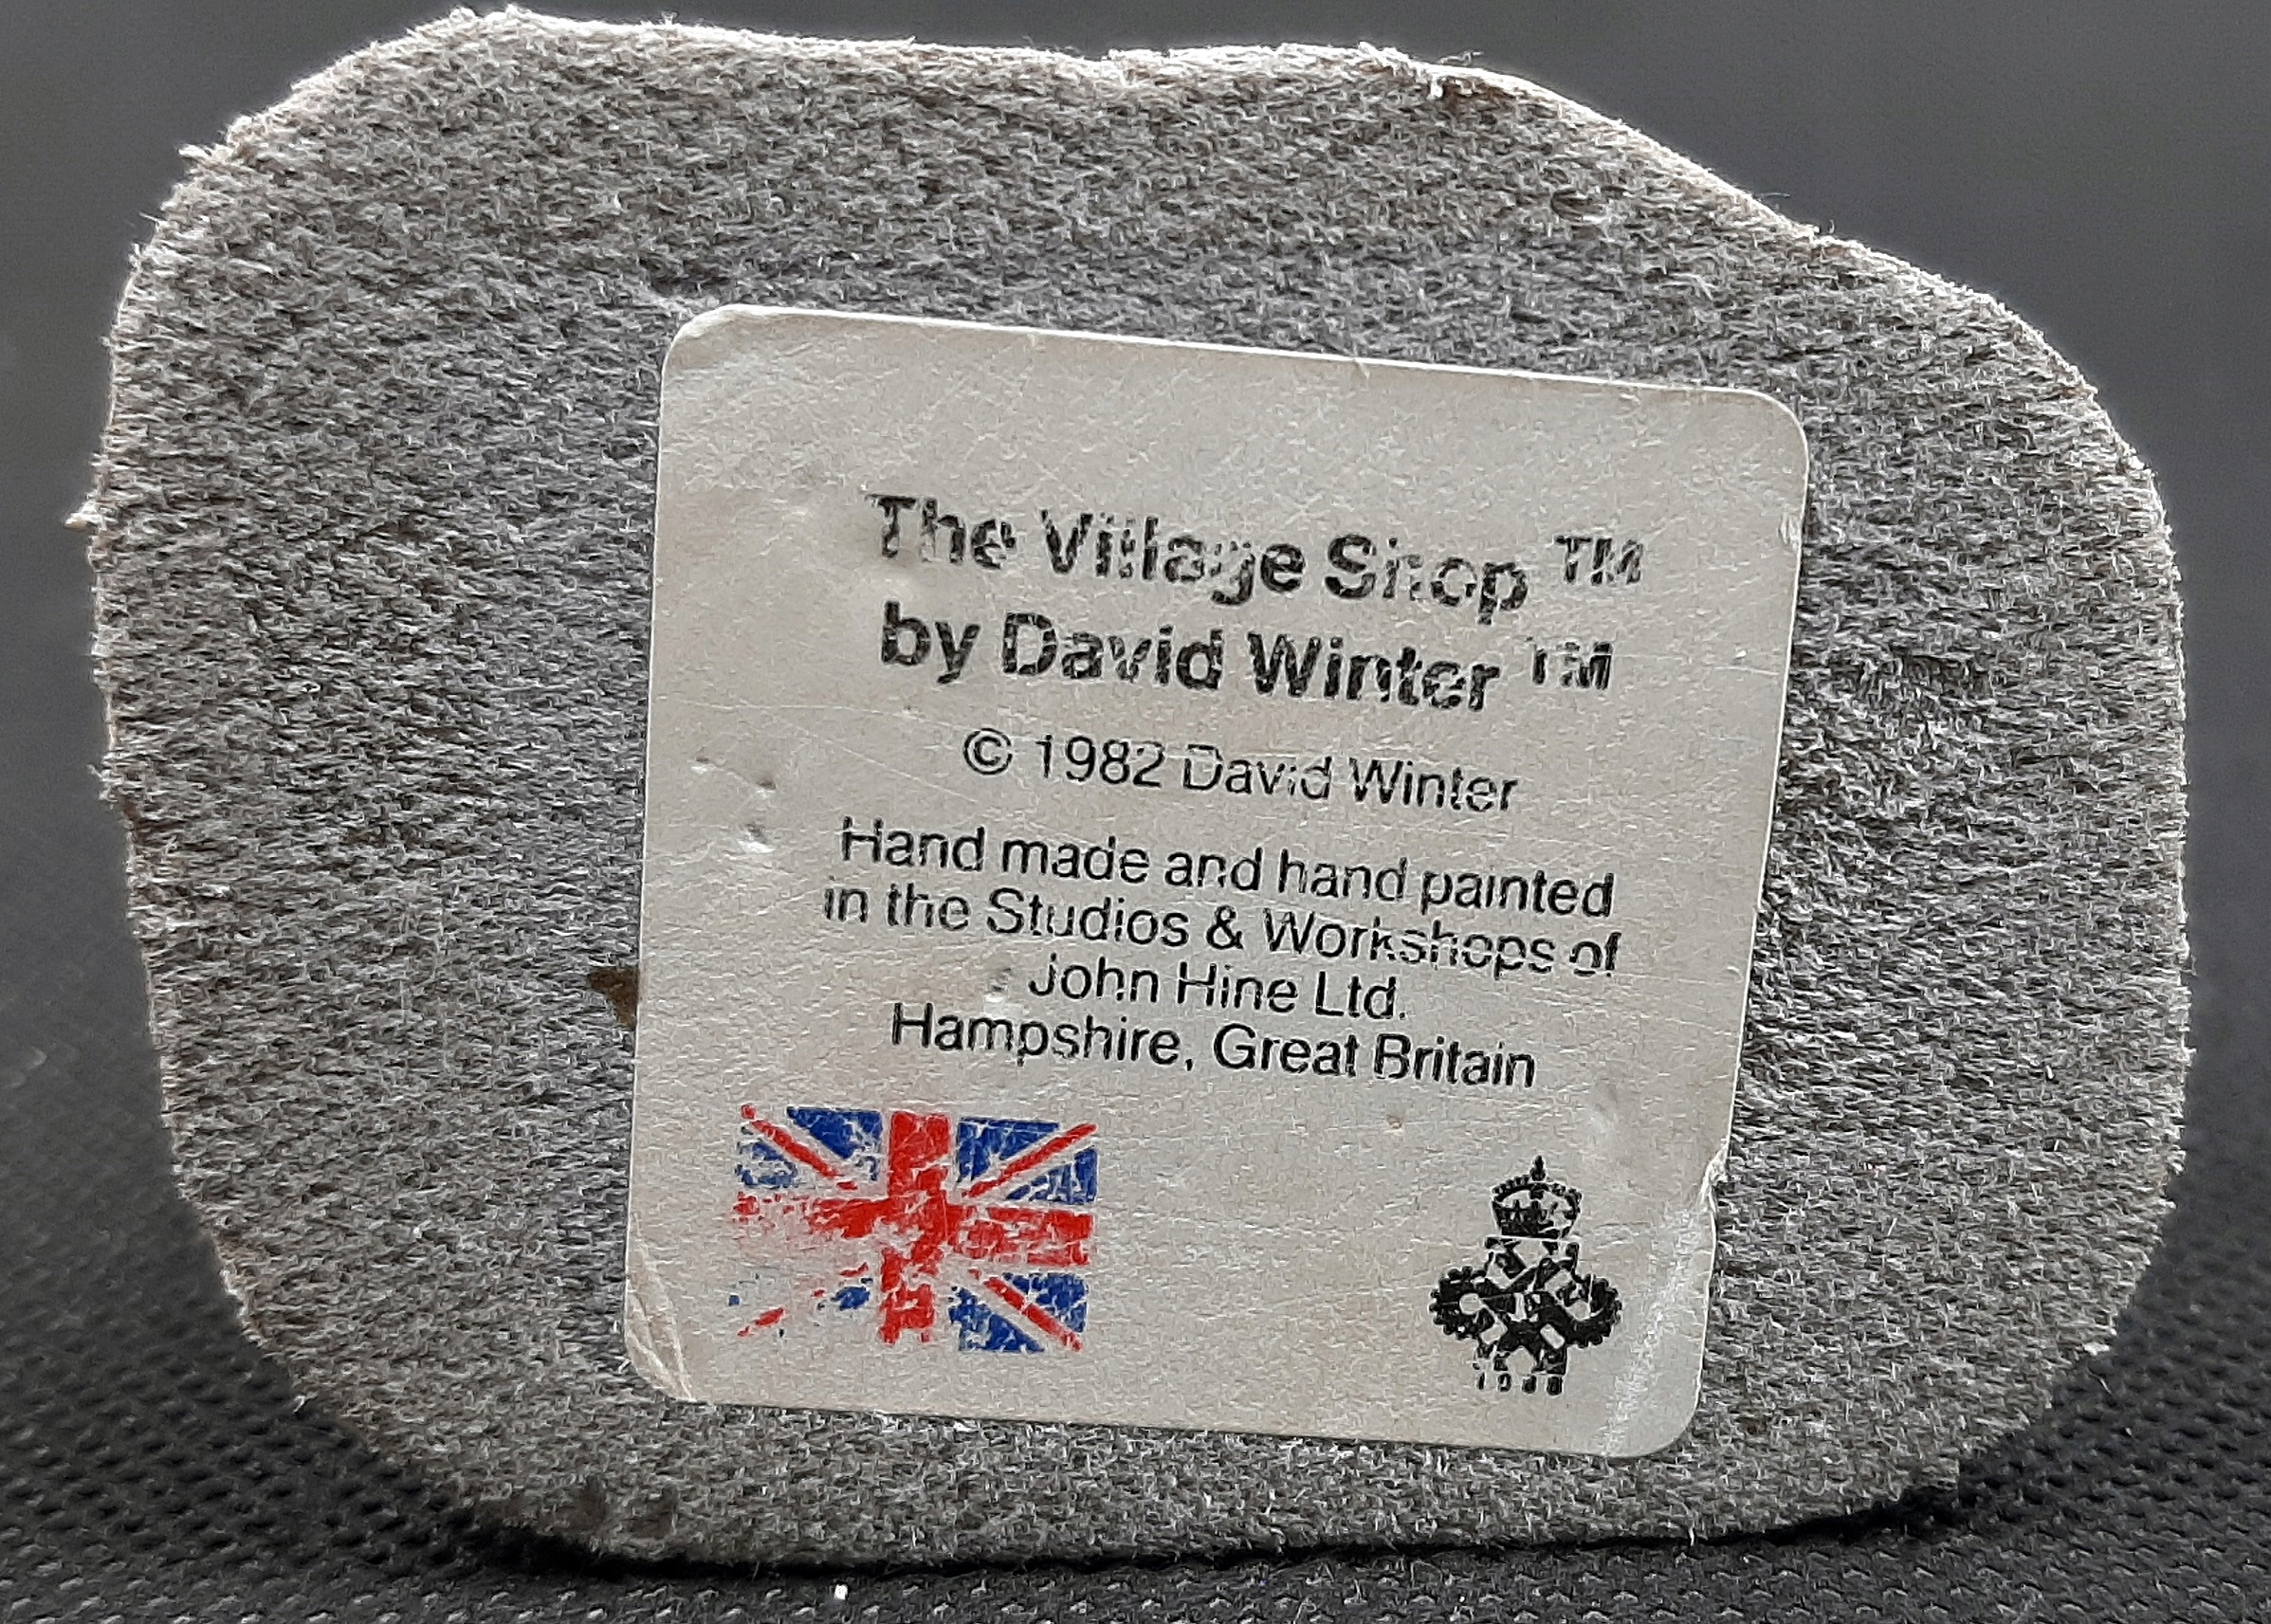 The Village Shop ™
by David Winter ™
© 1982 David Winter
Hand made and hand painted
in the Studios & Workshops of
John Hine Ltd.
Hampshire, Great Britain